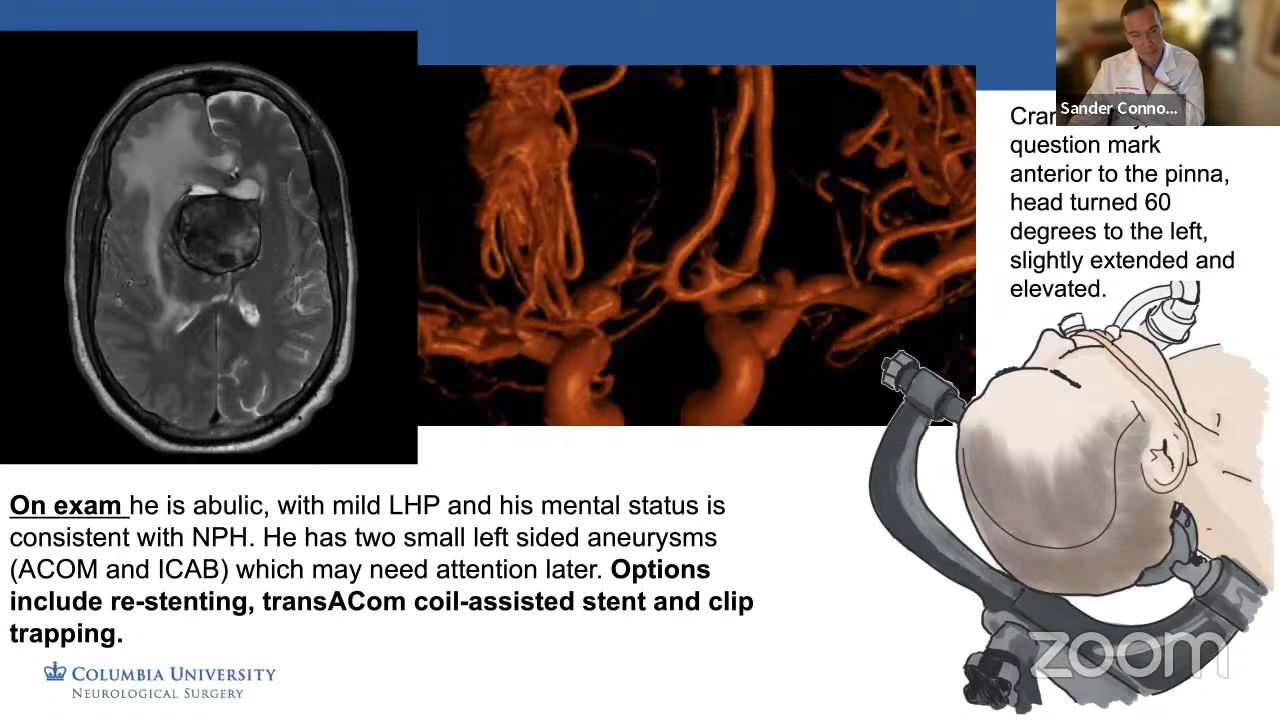 Sander Conno...
question mark
anterior to the pinna,
head turned 60
degrees to the left,
slightly extended and
elevated.
On exam he is abulic, with mild LHP and his mental status is
consistent with NPH. He has two small left sided aneurysms
(ACOM and ICAB) which may need attention later. Options
include re-stenting, transACom coil-assisted stent and clip
trapping.
COLUMBIA UNIVERSITY
NEUROLOGICAL SURGERY
zoom